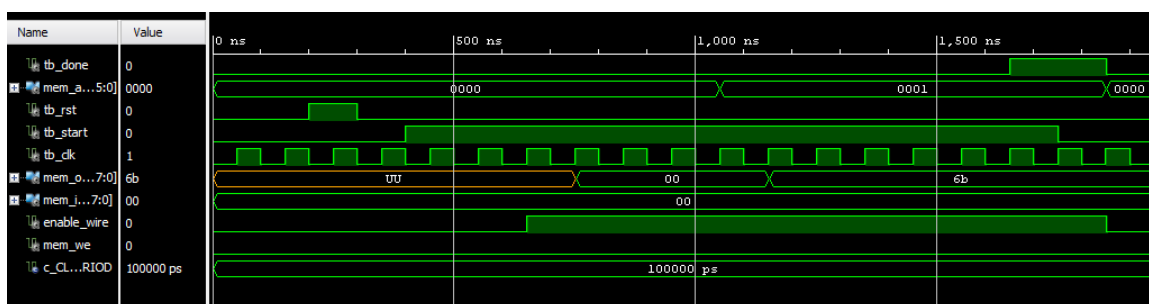 Name Value
0 ns 500 ns 1,000 ns 1,500 ns
tb_done 0
mem_a...5:0] 0000 0000 0001 0000
tb_rst 0
tb_start 0
tb_clk 1
mem_o...7:0] 6b UU 00 6b
mem_i...7:0] 00 00
enable_wire 0
mem_we 0
c_CL...RIOD 100000 ps 100000 ps